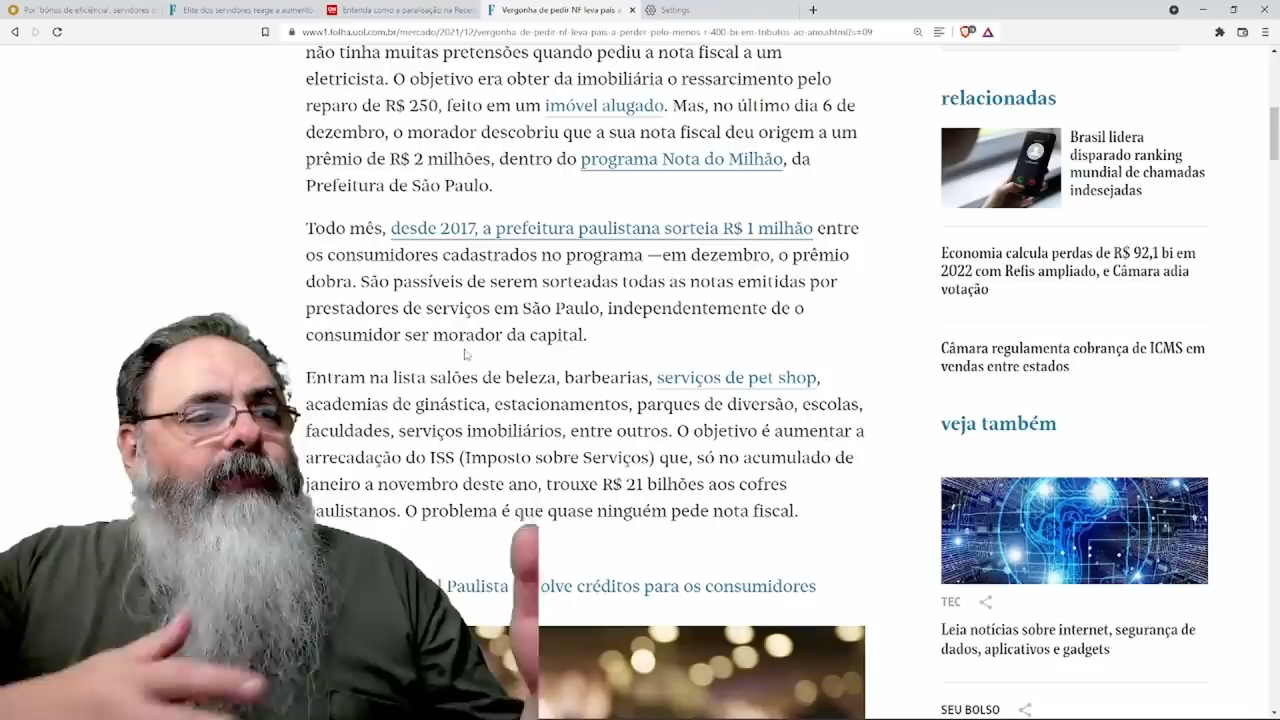 Por 'bônus de eficiência', servidores d
Elite dos servidores reage a aumento
Entenda como a paralisação na Rece
Vergonha de pedir NF leva país a
Settings
www1.folha.uol.com.br/mercado/2021/12/vergonha-de-pedir-nf-leva-pais-a-perder-pelo-menos-r-400-bi-em-tributos-ao-ano.shtml?s=09
não tinha muitas pretensões quando pediu a nota fiscal a um
eletricista. O objetivo era obter da imobiliária o ressarcimento pelo
reparo de R$ 250, feito em um imóvel alugado. Mas, no último dia 6 de
dezembro, o morador descobriu que a sua nota fiscal deu origem a um
prêmio de R$ 2 milhões, dentro do programa Nota do Milhão, da
Prefeitura de São Paulo.
Todo mês, desde 2017, a prefeitura paulistana sorteia R$ 1 milhão entre
os consumidores cadastrados no programa —em dezembro, o prêmio
dobra. São passíveis de serem sorteadas todas as notas emitidas por
prestadores de serviços em São Paulo, independentemente de o
consumidor ser morador da capital.
Entram na lista salões de beleza, barbearias, serviços de pet shop,
academias de ginástica, estacionamentos, parques de diversão, escolas,
faculdades, serviços imobiliários, entre outros. O objetivo é aumentar a
arrecadação do ISS (Imposto sobre Serviços) que, só no acumulado de
janeiro a novembro deste ano, trouxe R$ 21 bilhões aos cofres
paulistanos. O problema é que quase ninguém pede nota fiscal.
l Paulista olve créditos para os consumidores
relacionadas
Brasil lidera
disparado ranking
mundial de chamadas
indesejadas
Economia calcula perdas de R$ 92,1 bi em
2022 com Refis ampliado, e Câmara adia
votação
Câmara regulamenta cobrança de ICMS em
vendas entre estados
veja também
TEC
Leia notícias sobre internet, segurança de
dados, aplicativos e gadgets
SEU BOLSO